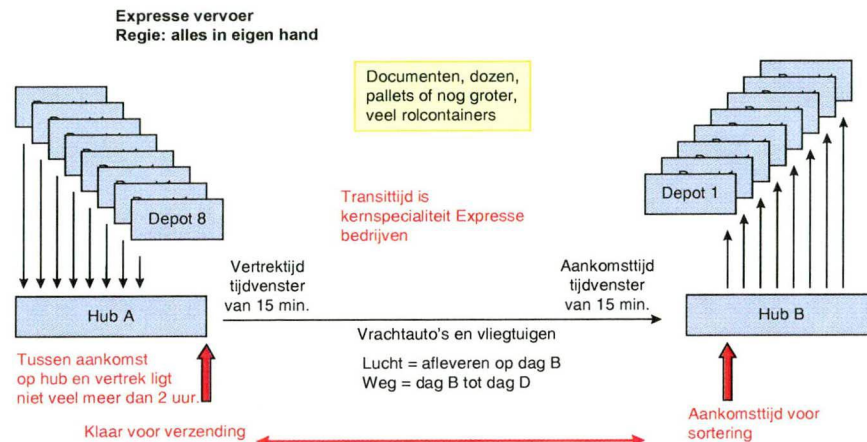 Expresse vervoer
Regie: alles in eigen hand
Documenten, dozen,
pallets of nog groter,
veel rolcontainers
Depot 8
Depot 1
Transittijd is
kernspecialiteit Expresse
bedrijven
Vertrektijd
tijdvenster
van 15 min.
Aankomsttijd
tijdvenster
van 15 min.
Hub A
Hub B
Vrachtauto's en vliegtuigen
Lucht = afleveren op dag B
Weg = dag B tot dag D
Tussen aankomst
op hub en vertrek ligt
niet veel meer dan 2 uur.
Klaar voor verzending
Aankomsttijd voor
sortering